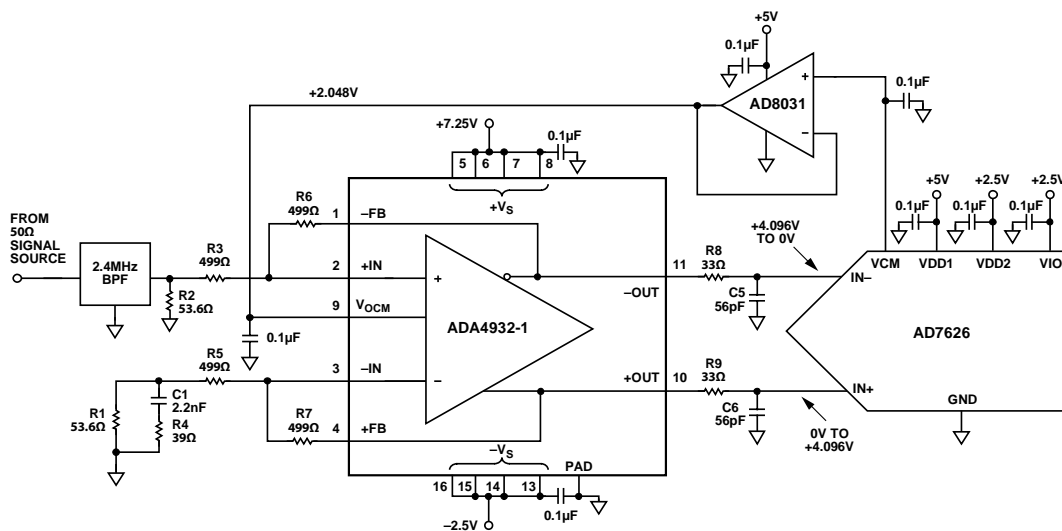 +5V
0.1µF
AD8031
+
−
0.1µF
+2.048V
+7.25V
0.1µF
5 6 7 8
+VS
FROM
50Ω
SIGNAL
SOURCE
2.4MHz
BPF
R2
53.6Ω
R3
499Ω
R6
499Ω
1 −FB
2 +IN
9 VOCM
0.1µF
3 −IN
4 +FB
R5
499Ω
R7
499Ω
R1
53.6Ω
C1
2.2nF
R4
39Ω
+
−
ADA4932-1
11
−OUT
+OUT 10
−VS
PAD
16 15 14 13
0.1µF
−2.5V
R8
33Ω
C5
56pF
R9
33Ω
C6
56pF
+4.096V
TO 0V
0V TO
+4.096V
+5V
+2.5V
+2.5V
0.1µF
0.1µF
0.1µF
VCM
VDD1
VDD2
VIO
IN−
AD7626
IN+
GND